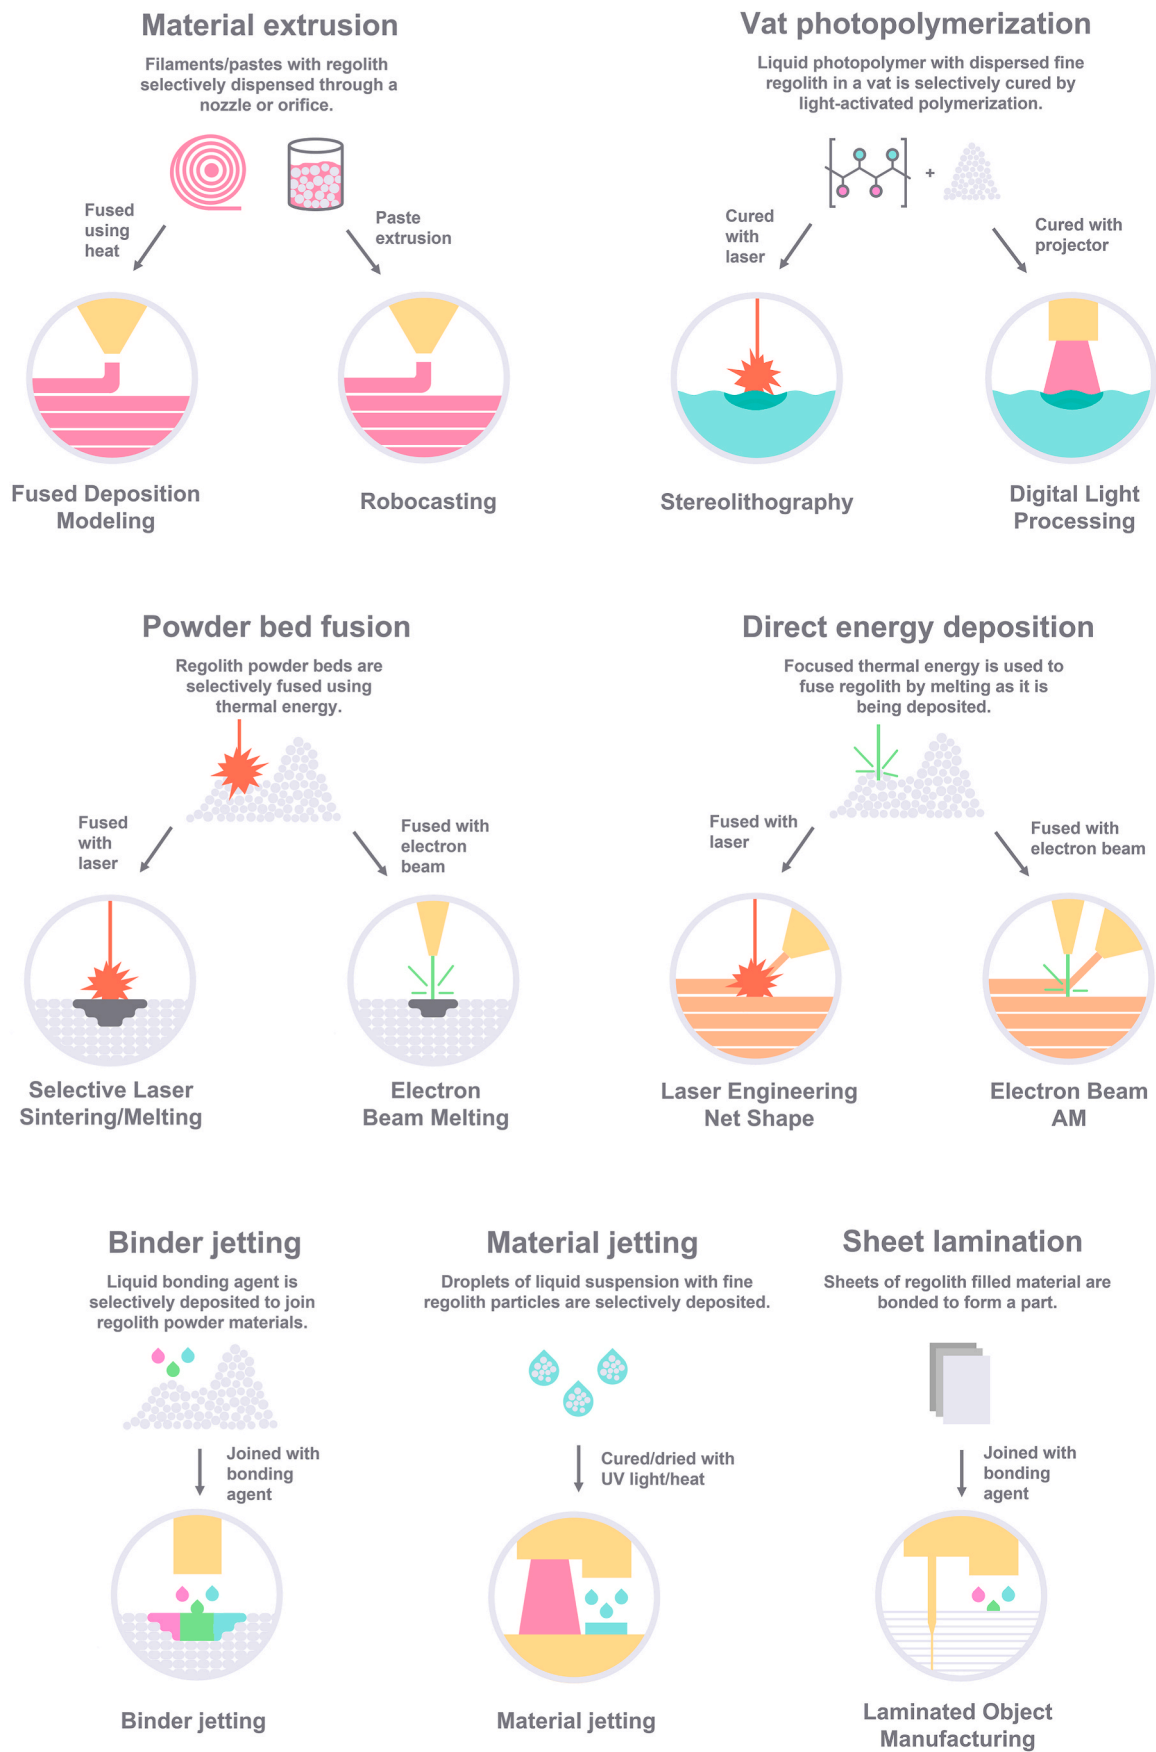 Material extrusion
Filaments/pastes with regolith
selectively dispensed through a
nozzle or orifice.
Fused
using
heat
Paste
extrusion
Fused Deposition
Modeling
Robocasting
Vat photopolymerization
Liquid photopolymer with dispersed fine
regolith in a vat is selectively cured by
light-activated polymerization.
+
Cured
with
laser
Cured with
projector
Stereolithography
Digital Light
Processing
Powder bed fusion
Regolith powder beds are
selectively fused using
thermal energy.
Fused
with
laser
Fused with
electron
beam
Selective Laser
Sintering/Melting
Electron
Beam Melting
Direct energy deposition
Focused thermal energy is used to
fuse regolith by melting as it is
being deposited.
Fused with
laser
Fused with
electron beam
Laser Engineering
Net Shape
Electron Beam
AM
Binder jetting
Liquid bonding agent is
selectively deposited to join
regolith powder materials.
Joined with
bonding
agent
Binder jetting
Material jetting
Droplets of liquid suspension with fine
regolith particles are selectively deposited.
Cured/dried with
UV light/heat
Material jetting
Sheet lamination
Sheets of regolith filled material are
bonded to form a part.
Joined with
bonding
agent
Laminated Object
Manufacturing